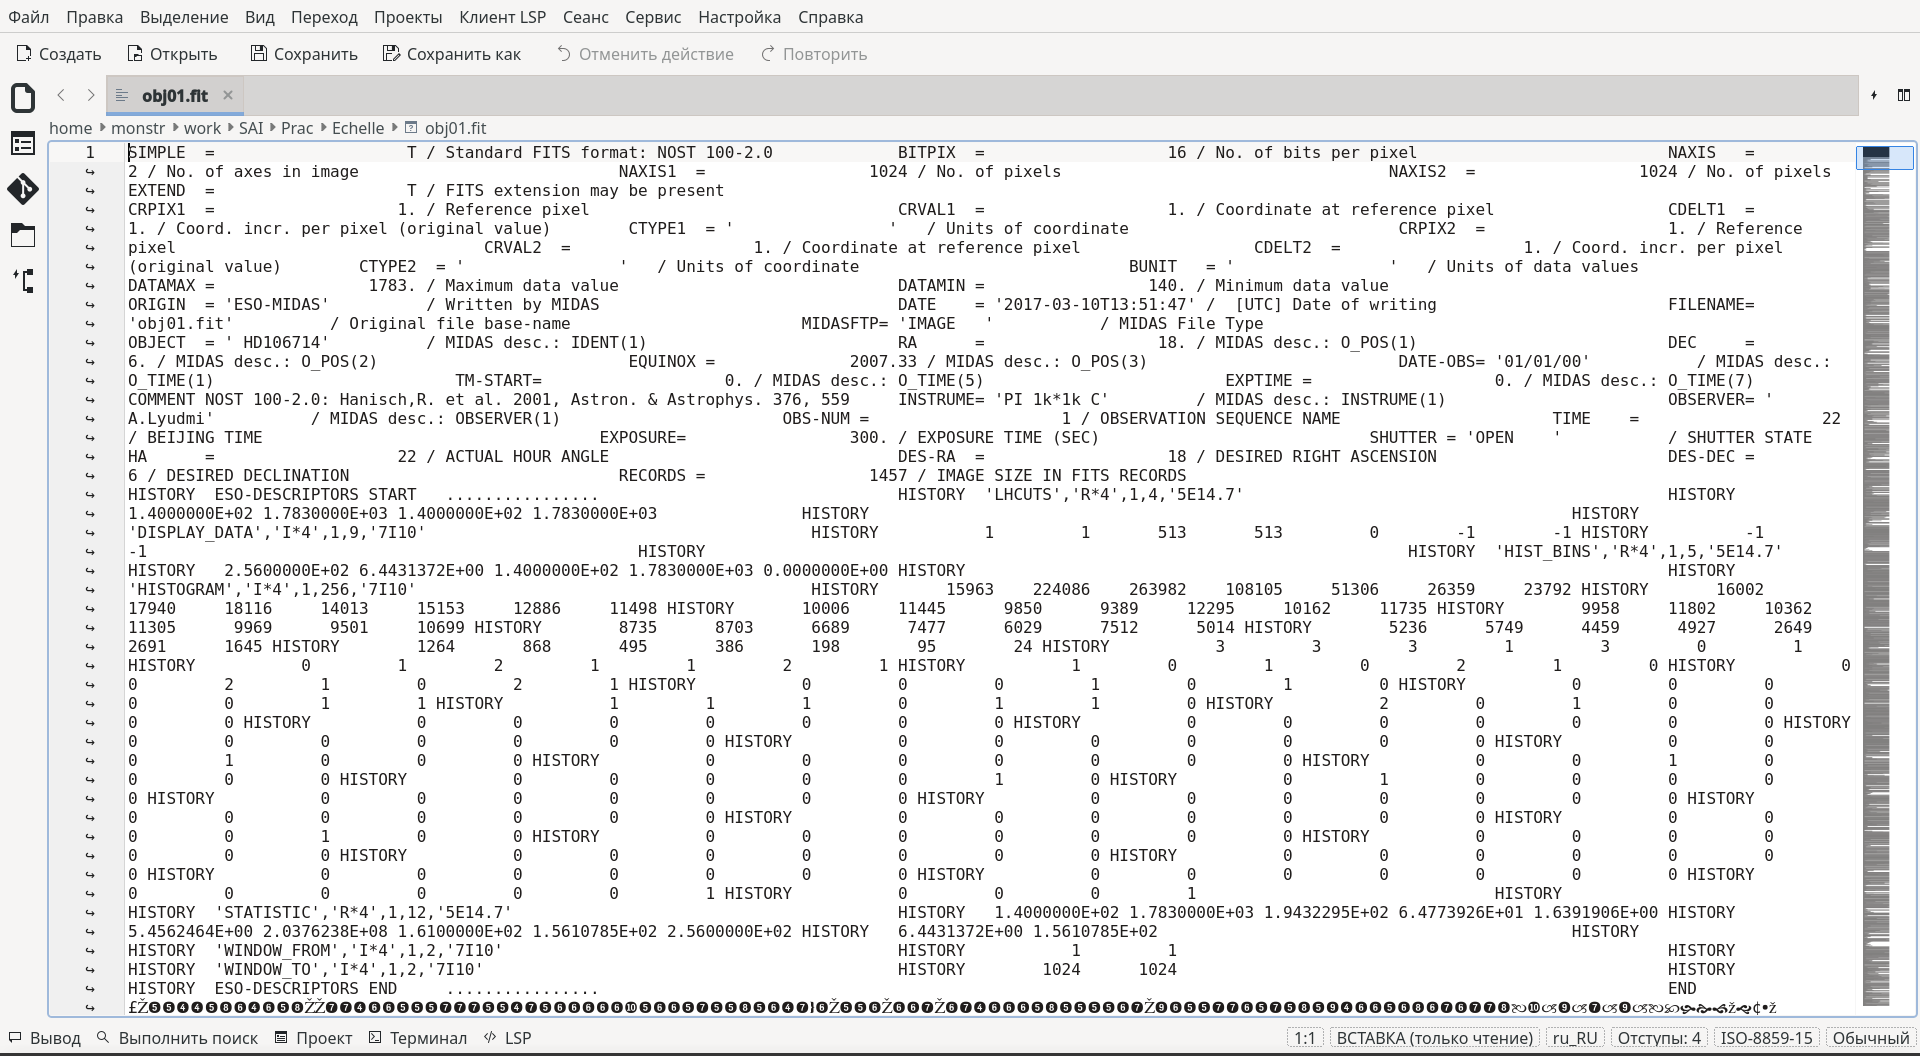 Файл Правка Выделение Вид Переход Проекты Клиент LSP Сеанс Сервис Настройка Справка
Создать Открыть Сохранить Сохранить как Отменить действие Повторить
obj01.fit
home monstr work SAI Prac Echelle obj01.fit
1 SIMPLE = T / Standard FITS format: NOST 100-2.0 BITPIX = 16 / No. of bits per pixel NAXIS =
2 / No. of axes in image NAXIS1 = 1024 / No. of pixels NAXIS2 = 1024 / No. of pixels
EXTEND = T / FITS extension may be present
CRPIX1 = 1. / Reference pixel CRVAL1 = 1. / Coordinate at reference pixel CDELT1 =
1. / Coord. incr. per pixel (original value) CTYPE1 = ' ' / Units of coordinate CRPIX2 = 1. / Reference
pixel CRVAL2 = 1. / Coordinate at reference pixel CDELT2 = 1. / Coord. incr. per pixel
(original value) CTYPE2 = ' ' / Units of coordinate BUNIT = ' ' / Units of data values
DATAMAX = 1783. / Maximum data value DATAMIN = 140. / Minimum data value
ORIGIN = 'ESO-MIDAS' / Written by MIDAS DATE = '2017-03-10T13:51:47' / [UTC] Date of writing FILENAME=
'obj01.fit' / Original file base-name MIDASFTP= 'IMAGE ' / MIDAS File Type
OBJECT = ' HD106714' / MIDAS desc.: IDENT(1) RA = 18. / MIDAS desc.: O_POS(1) DEC =
6. / MIDAS desc.: O_POS(2) EQUINOX = 2007.33 / MIDAS desc.: O_POS(3) DATE-OBS= '01/01/00' / MIDAS desc.:
O_TIME(1) TM-START= 0. / MIDAS desc.: O_TIME(5) EXPTIME = 0. / MIDAS desc.: O_TIME(7)
COMMENT NOST 100-2.0: Hanisch,R. et al. 2001, Astron. & Astrophys. 376, 559 INSTRUME= 'PI 1k*1k C' / MIDAS desc.: INSTRUME(1) OBSERVER= '
A.Lyudmi' / MIDAS desc.: OBSERVER(1) OBS-NUM = 1 / OBSERVATION SEQUENCE NAME TIME = 22
/ BEIJING TIME EXPOSURE= 300. / EXPOSURE TIME (SEC) SHUTTER = 'OPEN ' / SHUTTER STATE
HA = 22 / ACTUAL HOUR ANGLE DES-RA = 18 / DESIRED RIGHT ASCENSION DES-DEC =
6 / DESIRED DECLINATION RECORDS = 1457 / IMAGE SIZE IN FITS RECORDS
HISTORY ESO-DESCRIPTORS START ................ HISTORY 'LHCUTS','R*4',1,4,'5E14.7' HISTORY
1.4000000E+02 1.7830000E+03 1.4000000E+02 1.7830000E+03 HISTORY HISTORY
'DISPLAY_DATA','I*4',1,9,'7I10' HISTORY 1 1 513 513 0 -1 -1 HISTORY -1
-1 HISTORY HISTORY 'HIST_BINS','R*4',1,5,'5E14.7'
HISTORY 2.5600000E+02 6.4431372E+00 1.4000000E+02 1.7830000E+03 0.0000000E+00 HISTORY HISTORY
'HISTOGRAM','I*4',1,256,'7I10' HISTORY 15963 224086 263982 108105 51306 26359 23792 HISTORY 16002
17940 18116 14013 15153 12886 11498 HISTORY 10006 11445 9850 9389 12295 10162 11735 HISTORY 9958 11802 10362
11305 9969 9501 10699 HISTORY 8735 8703 6689 7477 6029 7512 5014 HISTORY 5236 5749 4459 4927 2649
2691 1645 HISTORY 1264 868 495 386 198 95 24 HISTORY 3 3 3 1 3 0 1
HISTORY 0 1 2 1 1 2 1 HISTORY 1 0 1 0 2 1 0 HISTORY 0
0 2 1 0 2 1 HISTORY 0 0 0 1 0 1 0 HISTORY 0 0 0
0 0 1 1 HISTORY 1 1 1 0 1 1 0 HISTORY 2 0 1 0 0
0 0 HISTORY 0 0 0 0 0 0 0 HISTORY 0 0 0 0 0 0 0 HISTORY
0 0 0 0 0 0 0 HISTORY 0 0 0 0 0 0 0 HISTORY 0 0
0 1 0 0 0 HISTORY 0 0 0 0 0 0 0 HISTORY 0 0 1 0
0 0 0 HISTORY 0 0 0 0 0 1 0 HISTORY 0 1 0 0 0 0
0 HISTORY 0 0 0 0 0 0 0 HISTORY 0 0 0 0 0 0 0 HISTORY
0 0 0 0 0 0 0 HISTORY 0 0 0 0 0 0 0 HISTORY 0 0
0 0 1 0 0 HISTORY 0 0 0 0 0 0 0 HISTORY 0 0 0 0
0 0 0 HISTORY 0 0 0 0 0 0 0 HISTORY 0 0 0 0 0 0
0 HISTORY 0 0 0 0 0 0 0 HISTORY 0 0 0 0 0 0 0 HISTORY
0 0 0 0 0 0 1 HISTORY 0 0 0 1 HISTORY
HISTORY 'STATISTIC','R*4',1,12,'5E14.7' HISTORY 1.4000000E+02 1.7830000E+03 1.9432295E+02 6.4773926E+01 1.6391906E+00 HISTORY
5.4562464E+00 2.0376238E+08 1.6100000E+02 1.5610785E+02 2.5600000E+02 HISTORY 6.4431372E+00 1.5610785E+02 HISTORY
HISTORY 'WINDOW_FROM','I*4',1,2,'7I10' HISTORY 1 1 HISTORY
HISTORY 'WINDOW_TO','I*4',1,2,'7I10' HISTORY 1024 1024 HISTORY
HISTORY ESO-DESCRIPTORS END ................ END
Вывод Выполнить поиск Проект Терминал LSP 1:1 ВСТАВКА (только чтение) ru_RU Отступы: 4 ISO-8859-15 Обычный